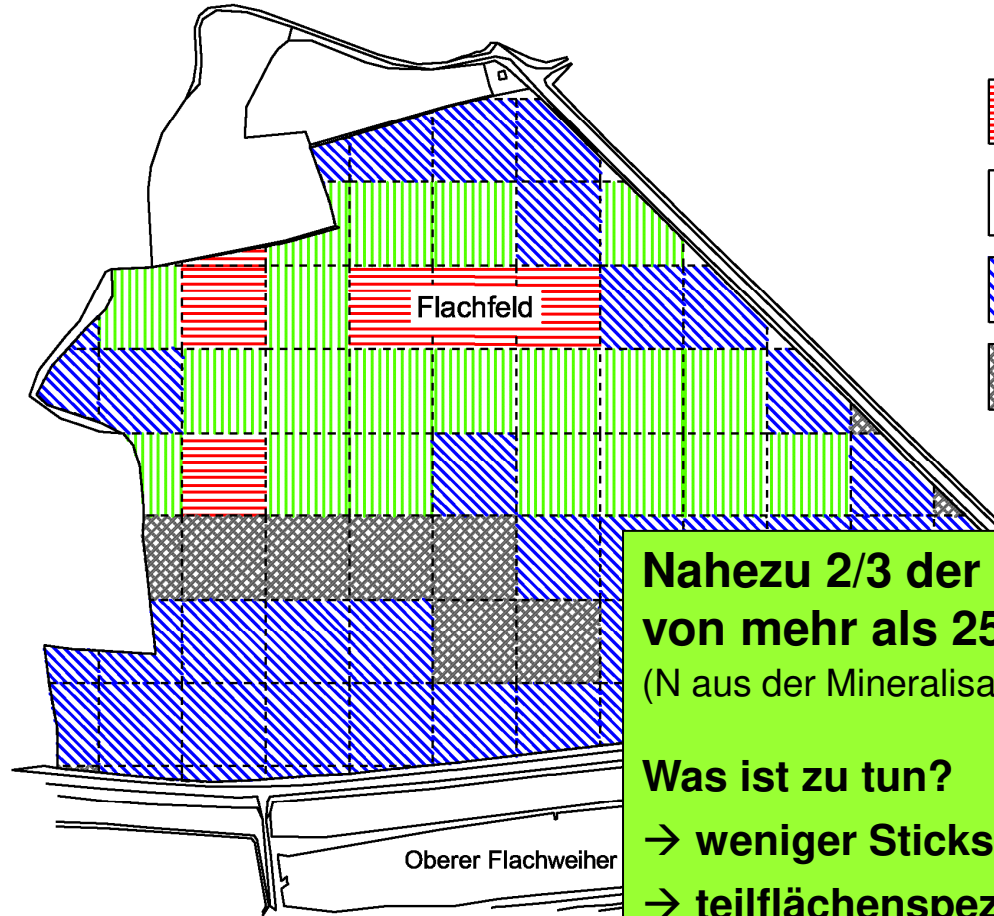 Flachfeld
Nahezu 2/3 der
von mehr als 25
(N aus der Mineralisa
Was ist zu tun?
→ weniger Sticks
→ teilflächenspez
Oberer Flachweiher